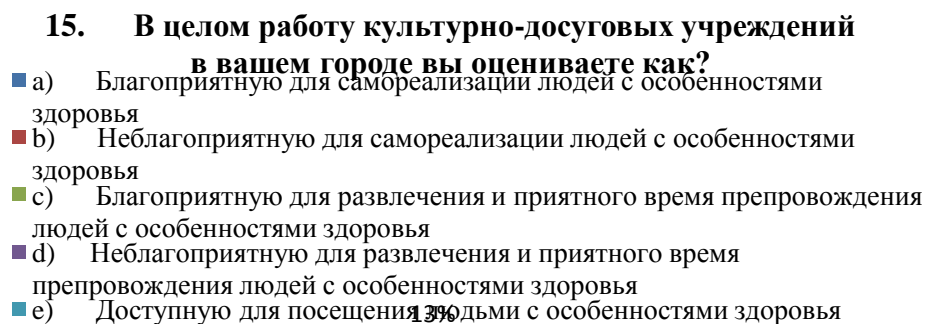 15. В целом работу культурно-досуговых учреждений
в вашем городе вы оцениваете как?
a) Благоприятную для самореализации людей с особенностями
здоровья
b) Неблагоприятную для самореализации людей с особенностями
здоровья
c) Благоприятную для развлечения и приятного время препровождения
людей с особенностями здоровья
d) Неблагоприятную для развлечения и приятного время
препровождения людей с особенностями здоровья
e) Доступную для посещения людьми с особенностями здоровья
13%